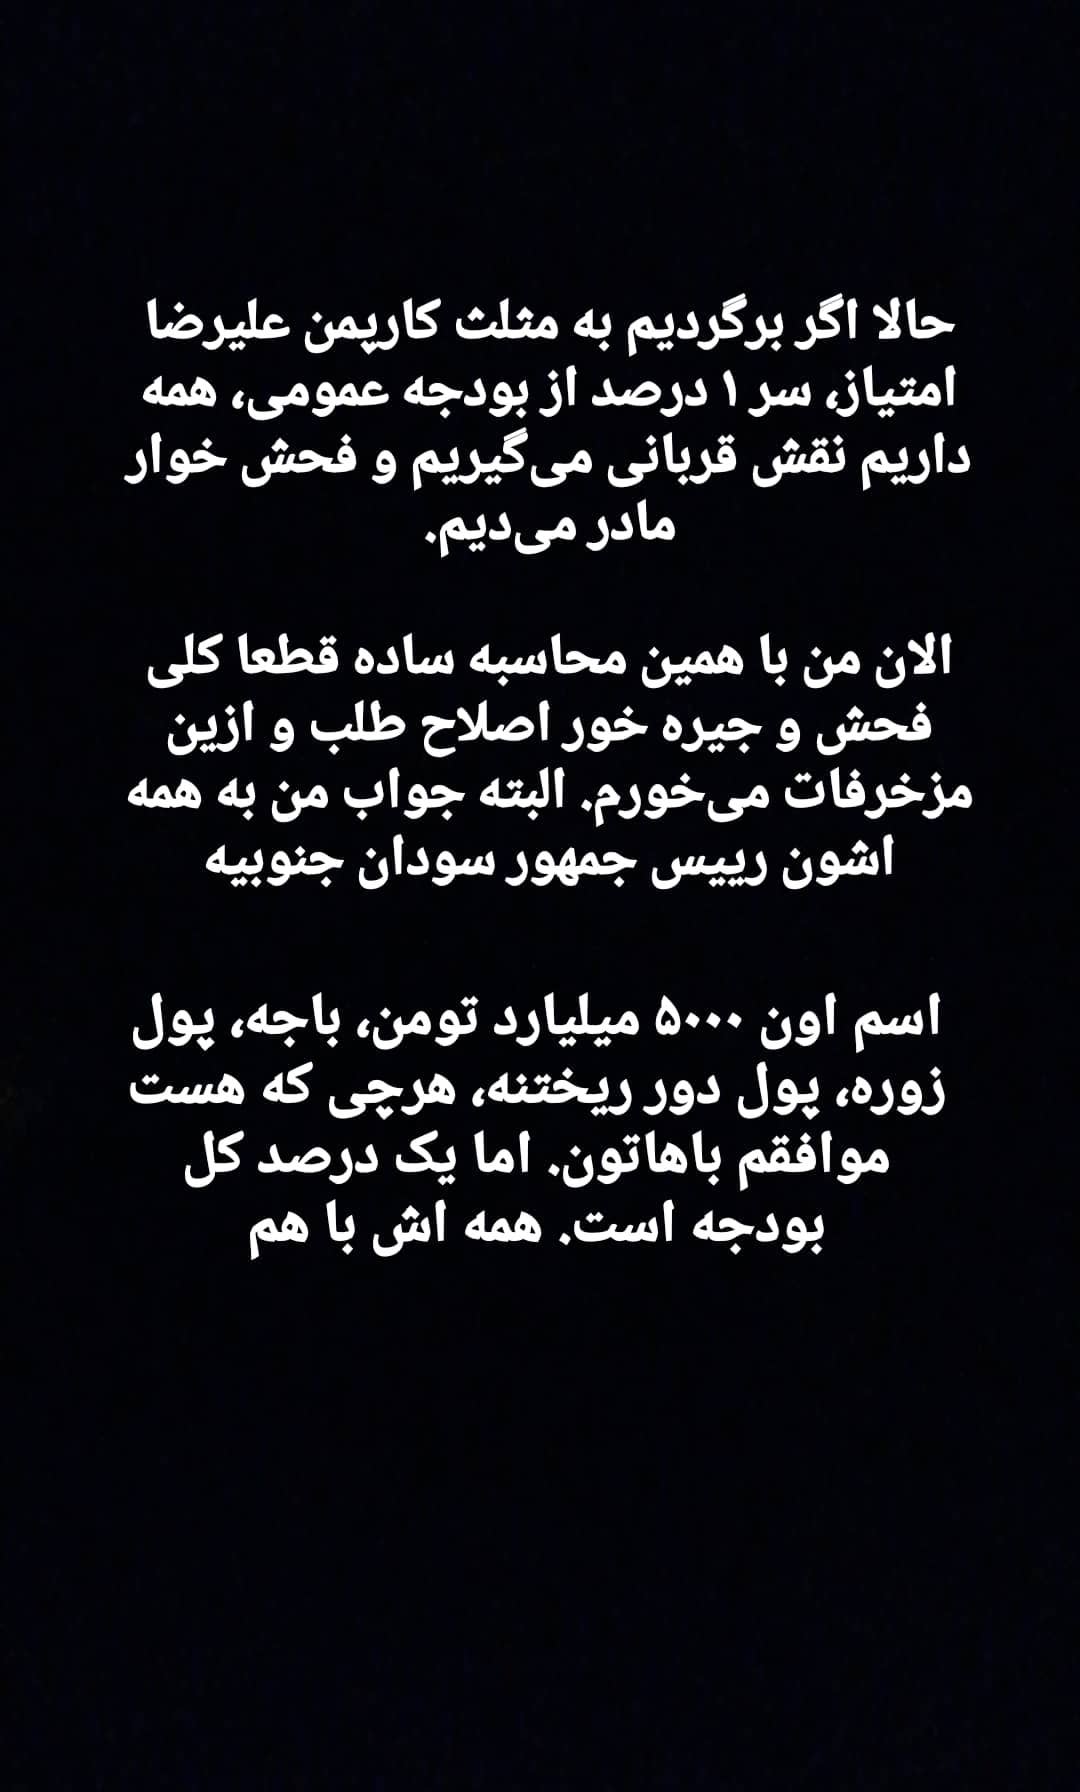 حالا اگر برگردیم به مثلث کارپمن علیرضا
امتیاز، سر ۱ درصد از بودجه عمومی، همه
داریم نقش قربانی می‌گیریم و فحش خوار
مادر می‌دیم.
الان من با همین محاسبه ساده قطعا کلی
فحش و جیره خور اصلاح طلب و ازین
مزخرفات می‌خورم. البته جواب من به همه
اشون رییس جمهور سودان جنوبیه
اسم اون ۵۰۰۰ میلیارد تومن، باجه، پول
زوره، پول دور ریختنه، هرچی که هست
موافقم باهاتون. اما یک درصد کل
بودجه است. همه اش با هم